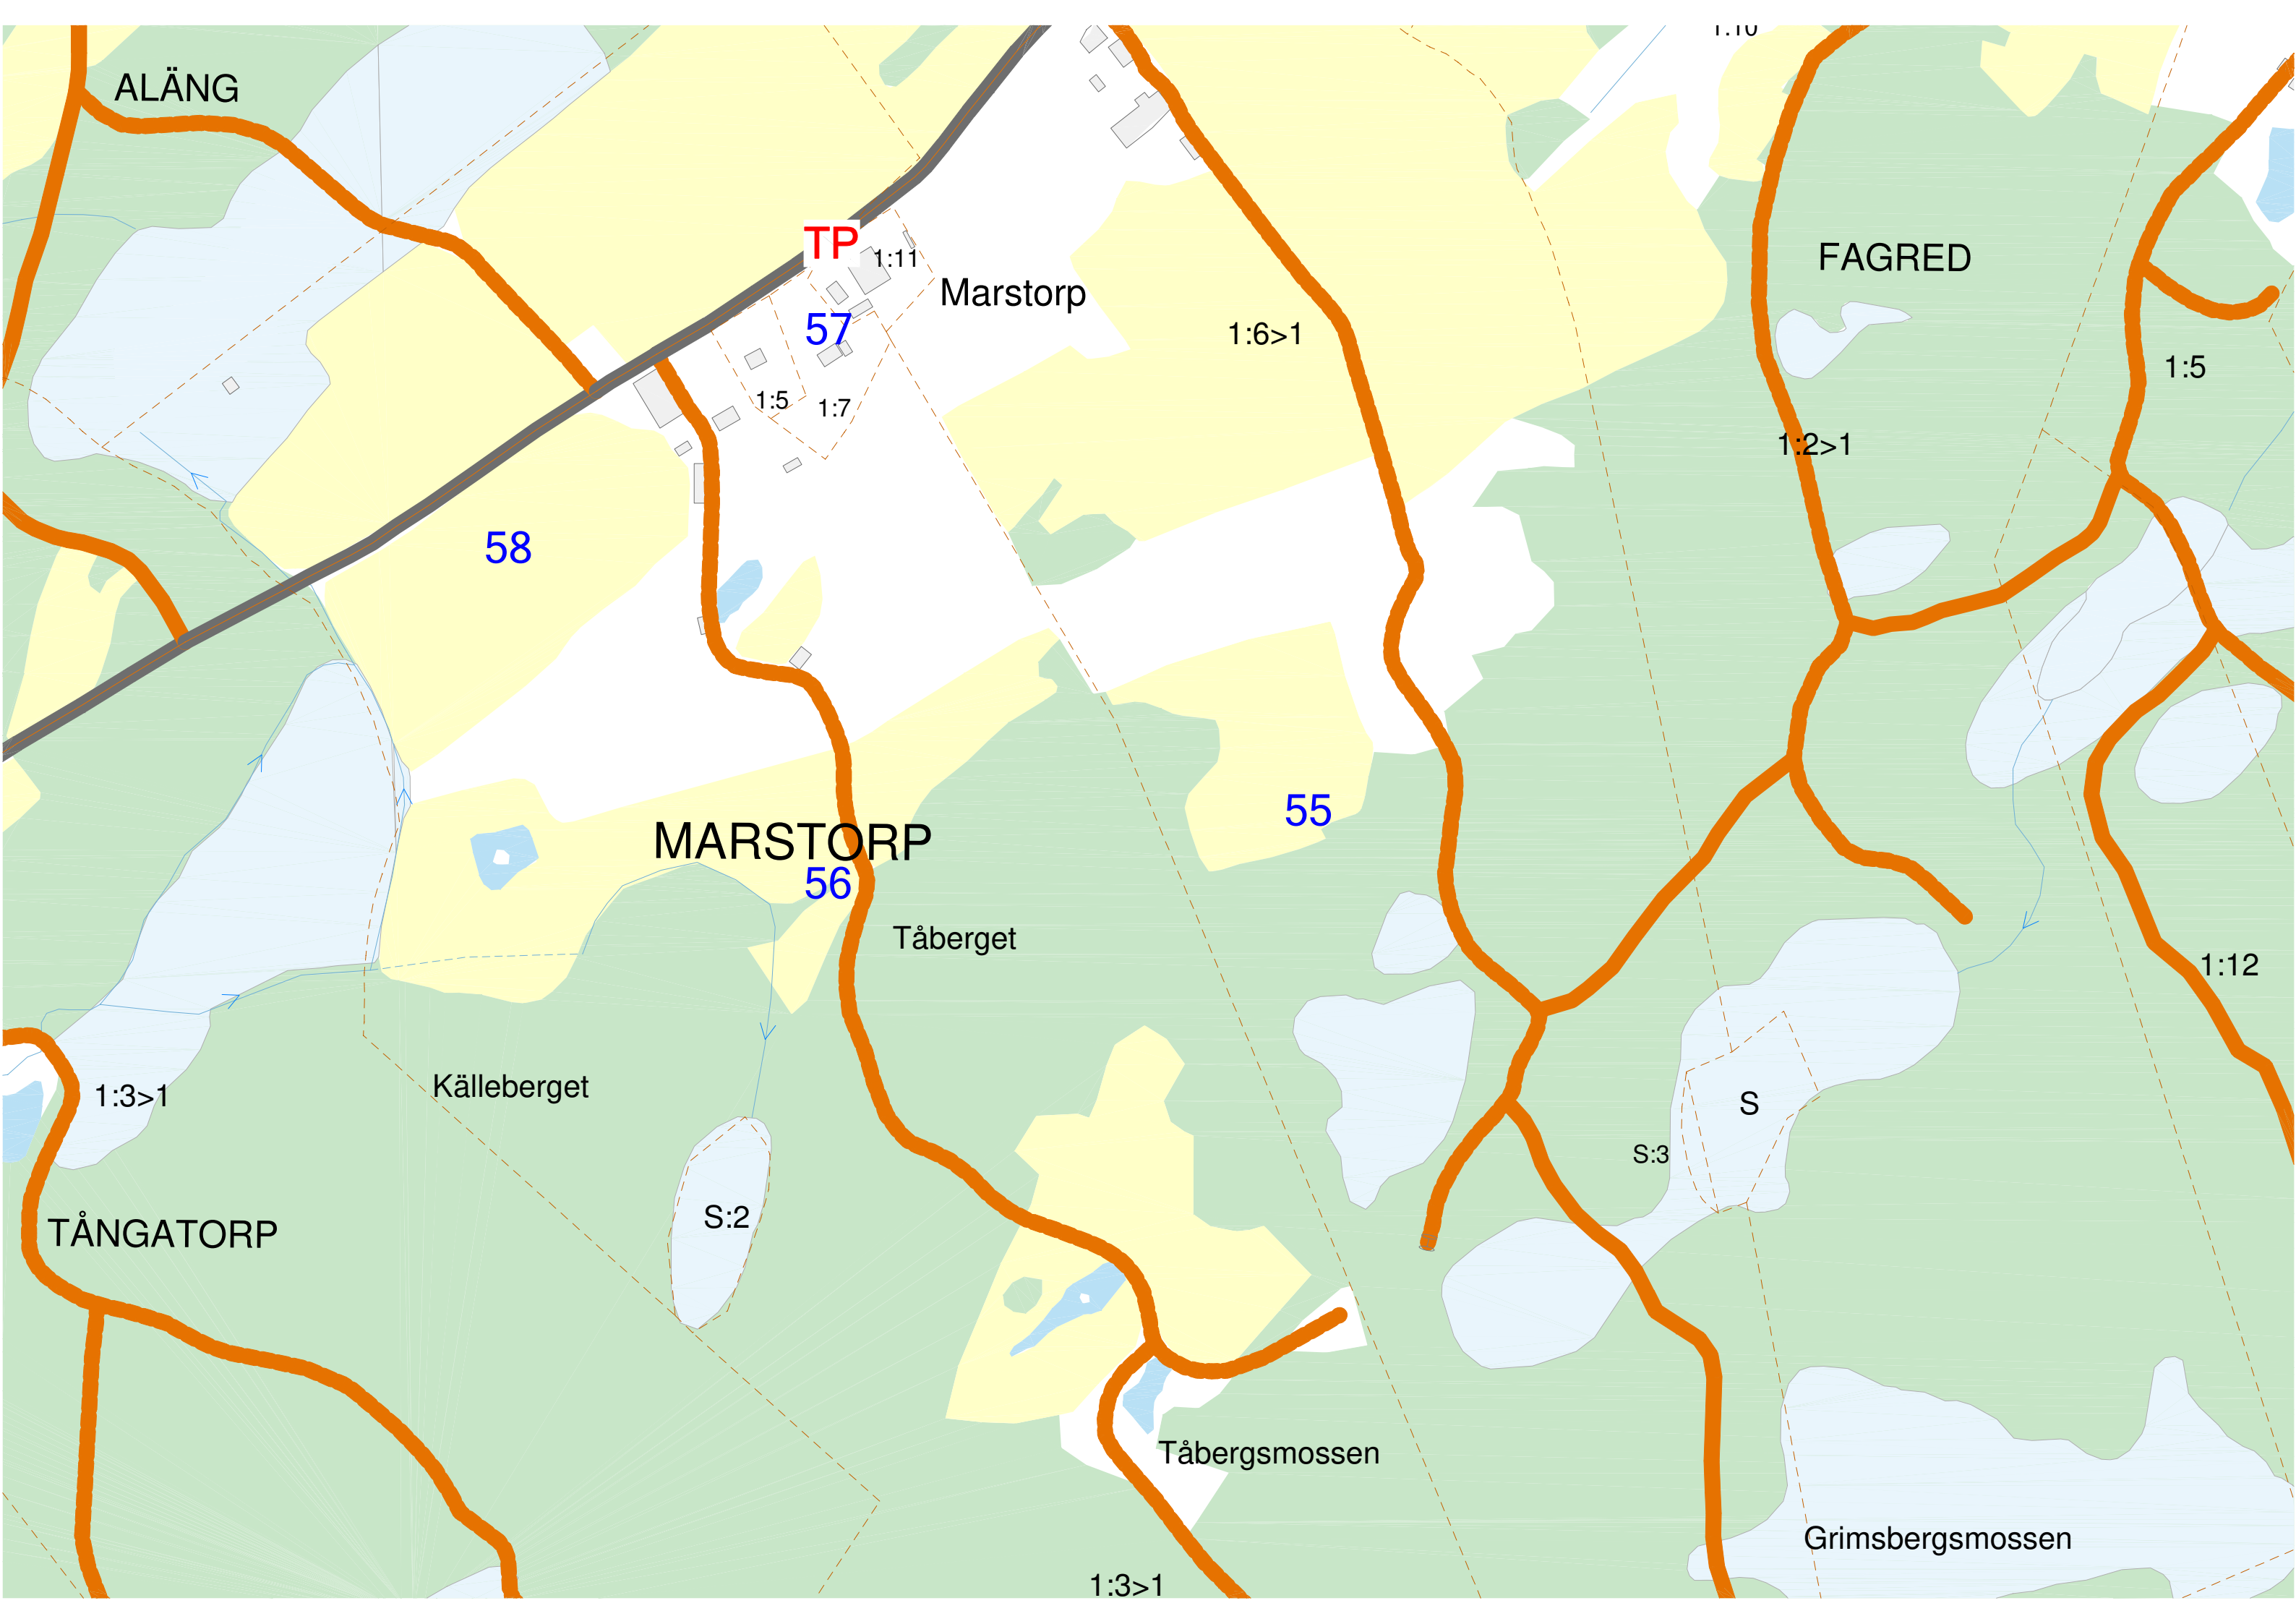 1:10
ALÄNG
TP
1:11
FAGRED
Marstorp
57
1:6>1
1:5
1:5
1:7
1:2>1
58
55
MARSTORP
56
Tåberget
1:12
Källeberget
1:3>1
S
S:3
S:2
TÅNGATORP
Tåbergsmossen
Grimsbergsmossen
1:3>1